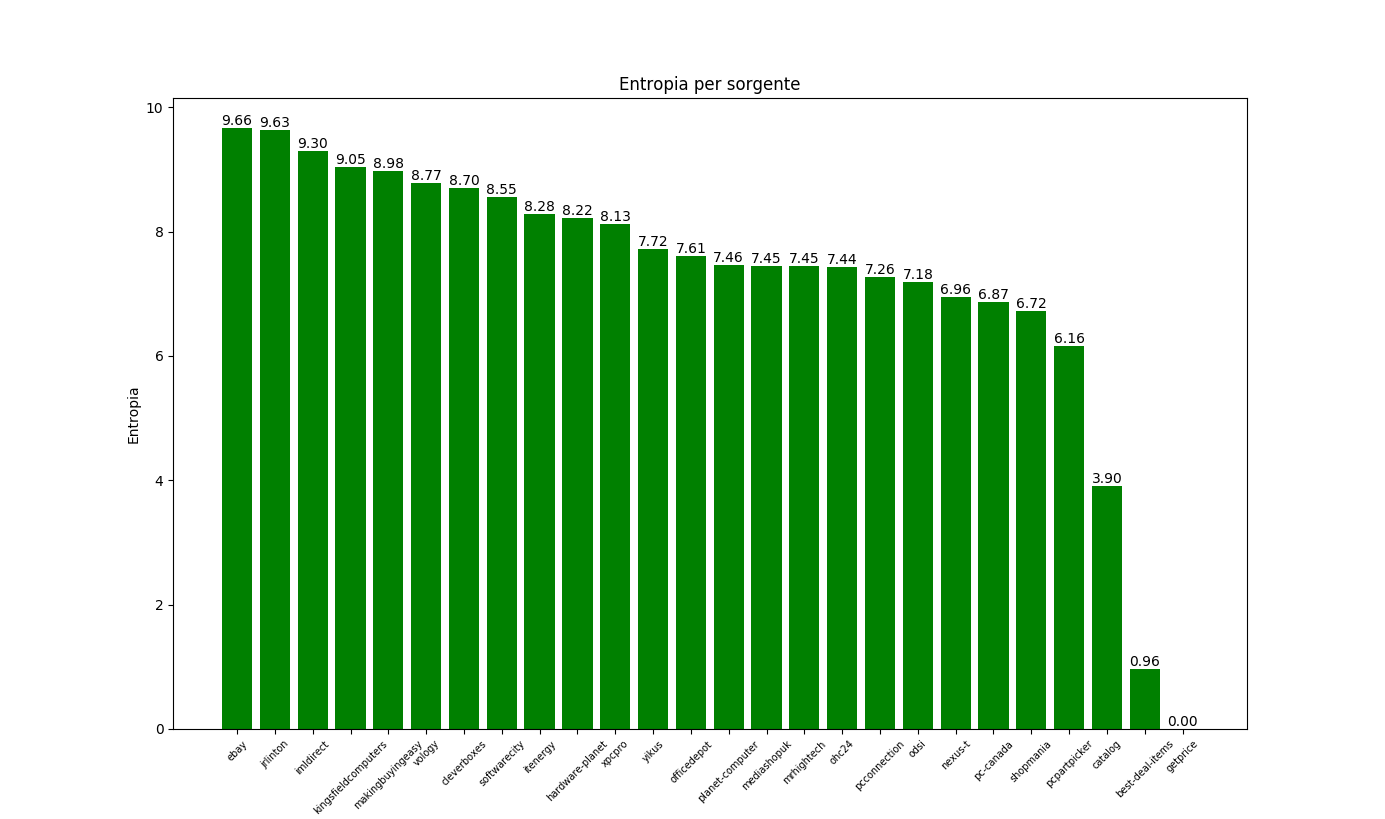 Entropia per sorgente
Entropia
10
8
6
4
2
0
9.66
9.63
9.30
9.05
8.98
8.77
8.70
8.55
8.28
8.22
8.13
7.72
7.61
7.46
7.45
7.45
7.44
7.26
7.18
6.96
6.87
6.72
6.16
3.90
0.96
0.00
ebay
jrlinton
imldirect
kingsfieldcomputers
makingbuyingeasy
vology
cleverboxes
softwarecity
itenergy
hardware-planet
xpcpro
yikus
officedepot
planet-computer
mediashopuk
mrhightech
ohc24
pcconnection
odsi
nexus-t
pc-canada
shopmania
pcpartpicker
catalog
best-deal-items
getprice